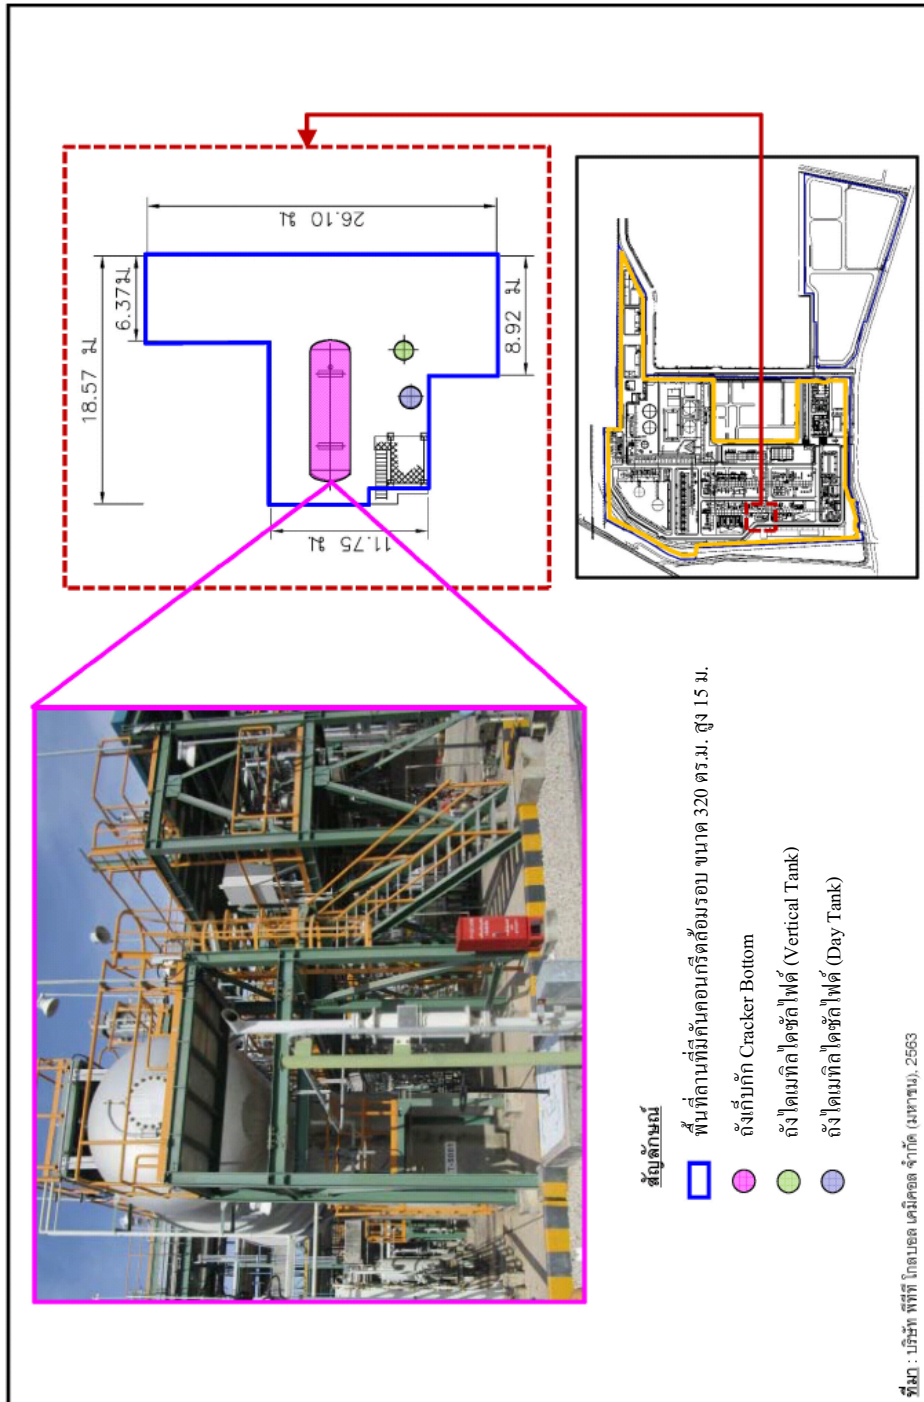 26.10 ม
18.57 ม
6.37ม
8.92 ม
11.75 ม
สัญลักษณ์
พื้นที่ลานที่มีคันคอนกรีตล้อมรอบ ขนาด 320 ตร.ม. สูง 15 ม.
ถังเก็บกัก Cracker Bottom
ถังไดเมทิลไดซัลไฟด์ (Vertical Tank)
ถังไดเมทิลไดซัลไฟด์ (Day Tank)
ที่มา : บริษัท พีทีที โกลบอล เคมิคอล จำกัด (มหาชน), 2563